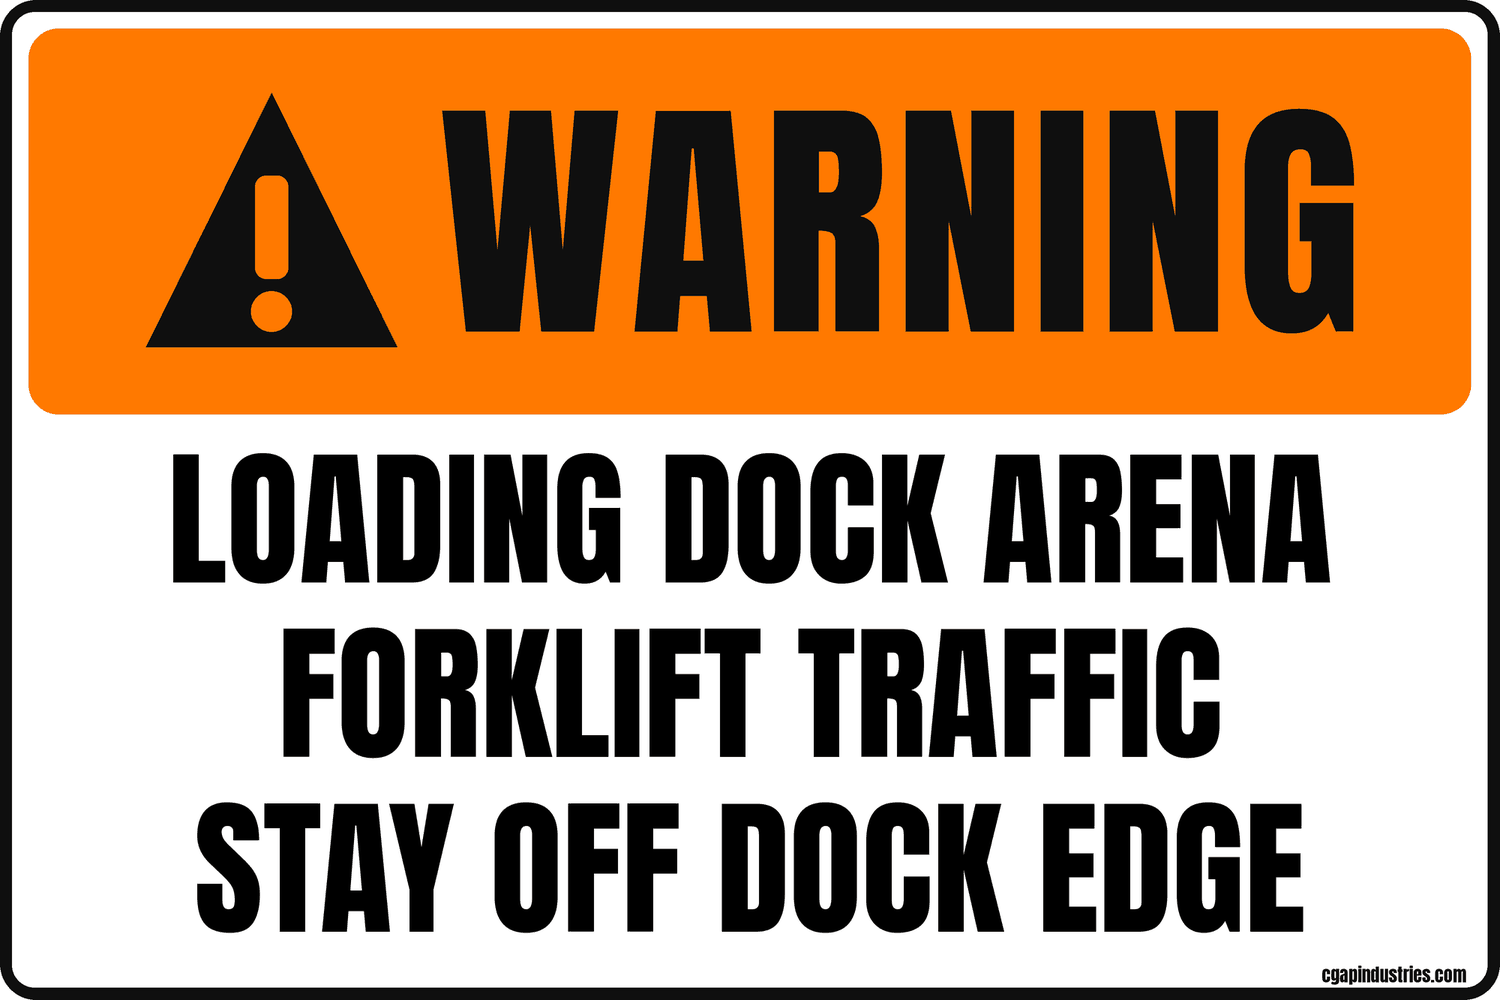 WARNING
LOADING DOCK ARENA
FORKLIFT TRAFFIC
STAY OFF DOCK EDGE
cgapindustries.com